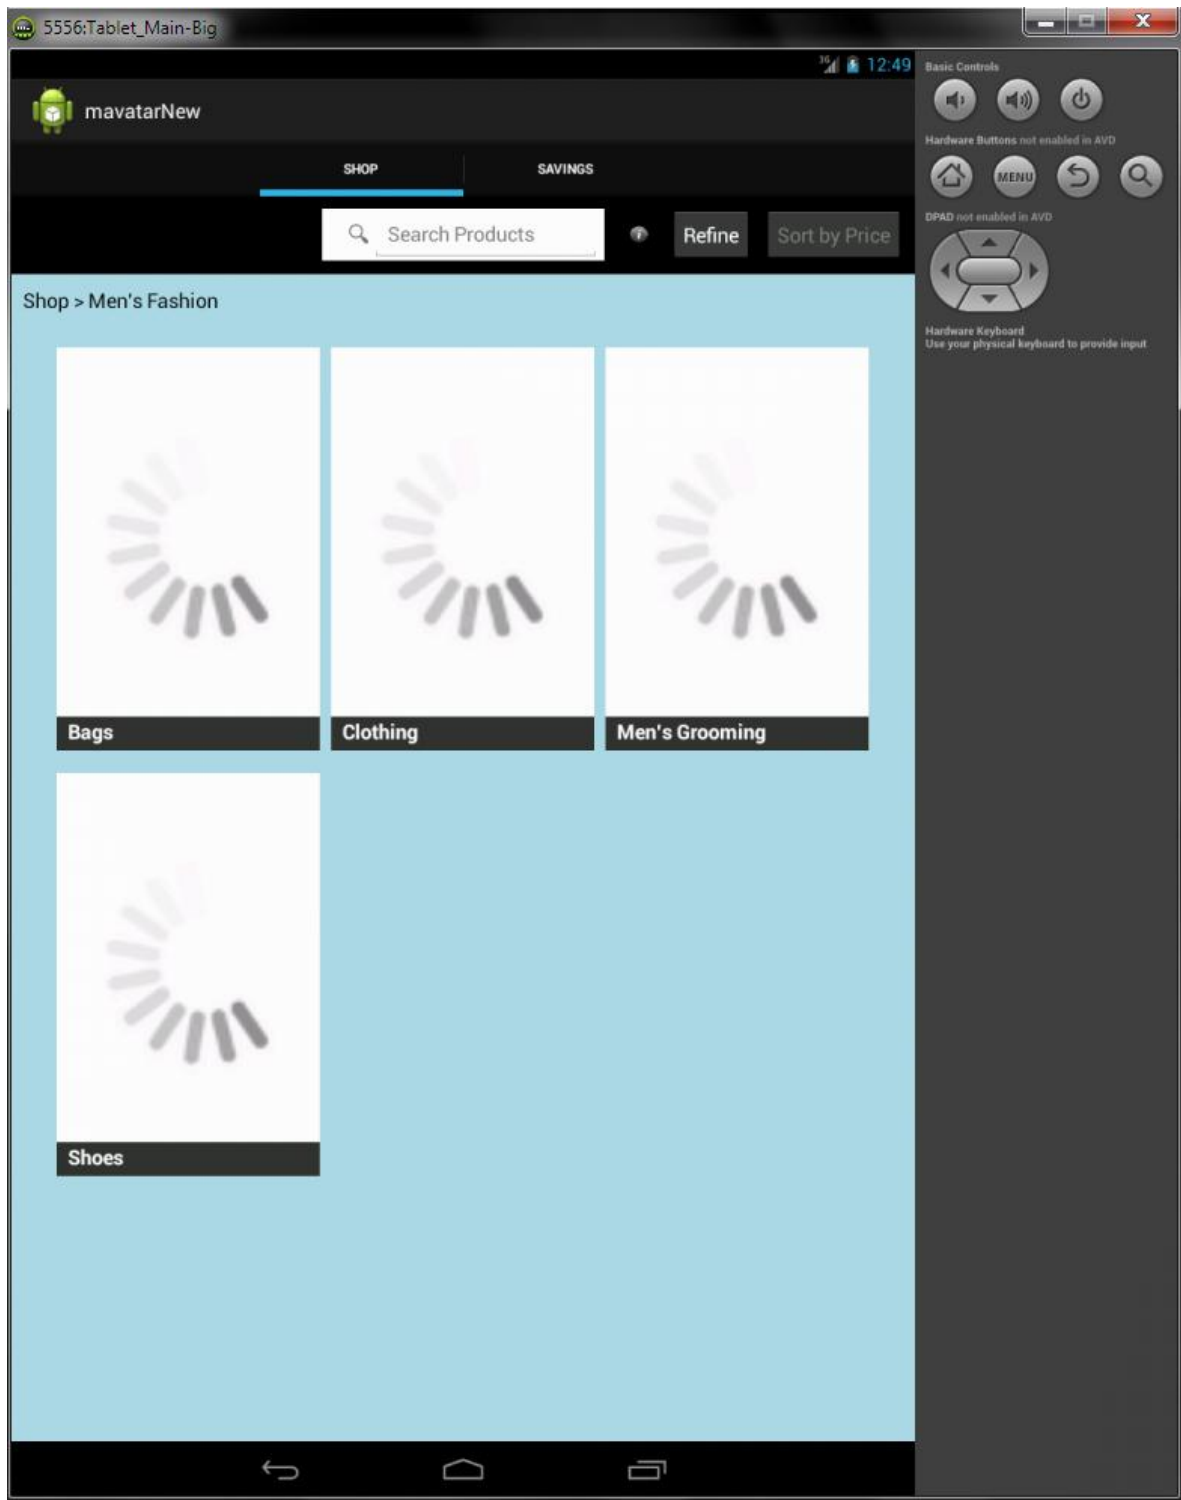 5556:Tablet_Main-Big
3G 12:49
mavatarNew
SHOP SAVINGS
Search Products Refine Sort by Price
Shop > Men's Fashion
Bags Clothing Men's Grooming
Shoes
Basic Controls
Hardware Buttons not enabled in AVD
MENU
DPAD not enabled in AVD
Hardware Keyboard
Use your physical keyboard to provide input